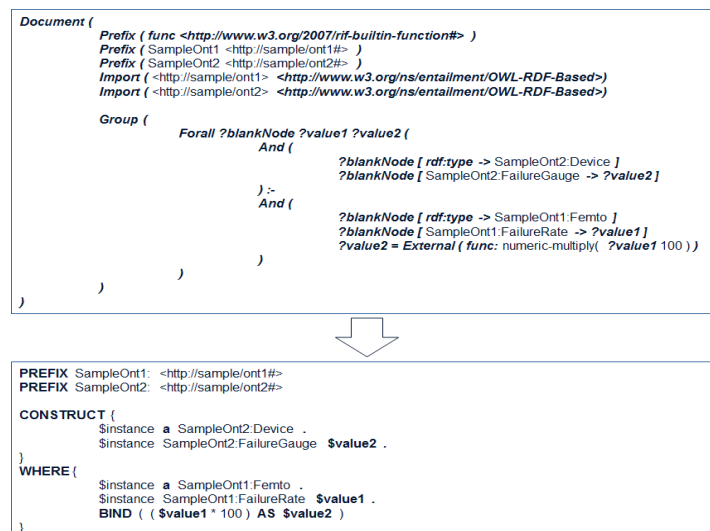 Document (
Prefix ( func <http://www.w3.org/2007/rif-builtin-function#> )
Prefix ( SampleOnt1 <http://sample/ont1#> )
Prefix ( SampleOnt2 <http://sample/ont2#> )
Import ( <http://sample/ont1> <http://www.w3.org/ns/entailment/OWL-RDF-Based>)
Import ( <http://sample/ont2> <http://www.w3.org/ns/entailment/OWL-RDF-Based>)
Group (
Forall ?blankNode ?value1 ?value2 (
And (
?blankNode [ rdf:type -> SampleOnt2:Device ]
?blankNode [ SampleOnt2:FailureGauge -> ?value2 ]
) :-
And (
?blankNode [ rdf:type -> SampleOnt1:Femto ]
?blankNode [ SampleOnt1:FailureRate -> ?value1 ]
?value2 = External ( func: numeric-multiply( ?value1 100 ) )
)
)
)
)
PREFIX SampleOnt1: <http://sample/ont1#>
PREFIX SampleOnt2: <http://sample/ont2#>
CONSTRUCT {
$instance a SampleOnt2:Device .
$instance SampleOnt2:FailureGauge $value2 .
}
WHERE {
$instance a SampleOnt1:Femto .
$instance SampleOnt1:FailureRate $value1 .
BIND ( ( $value1 * 100 ) AS $value2 )
}